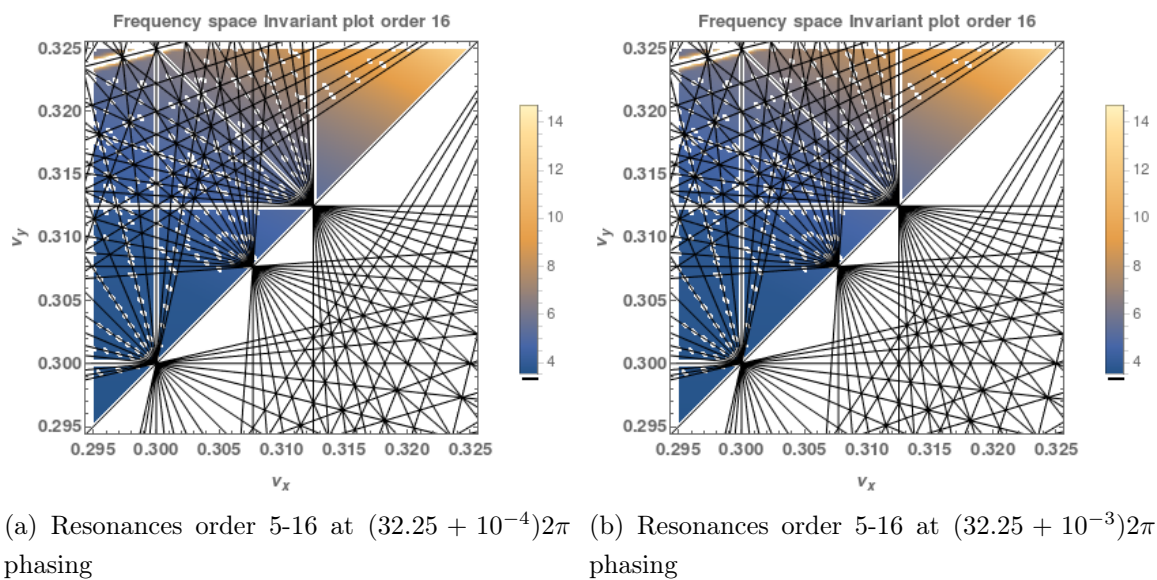 Frequency space Invariant plot order 16
0.325
0.320
0.315
0.310
0.305
0.300
0.295
ν_y
0.295 0.300 0.305 0.310 0.315 0.320 0.325
ν_x
14
12
10
8
6
4
(a) Resonances order 5-16 at (32.25 + 10^{−4})2π
phasing
Frequency space Invariant plot order 16
0.325
0.320
0.315
0.310
0.305
0.300
0.295
ν_y
0.295 0.300 0.305 0.310 0.315 0.320 0.325
ν_x
14
12
10
8
6
4
(b) Resonances order 5-16 at (32.25 + 10^{−3})2π
phasing